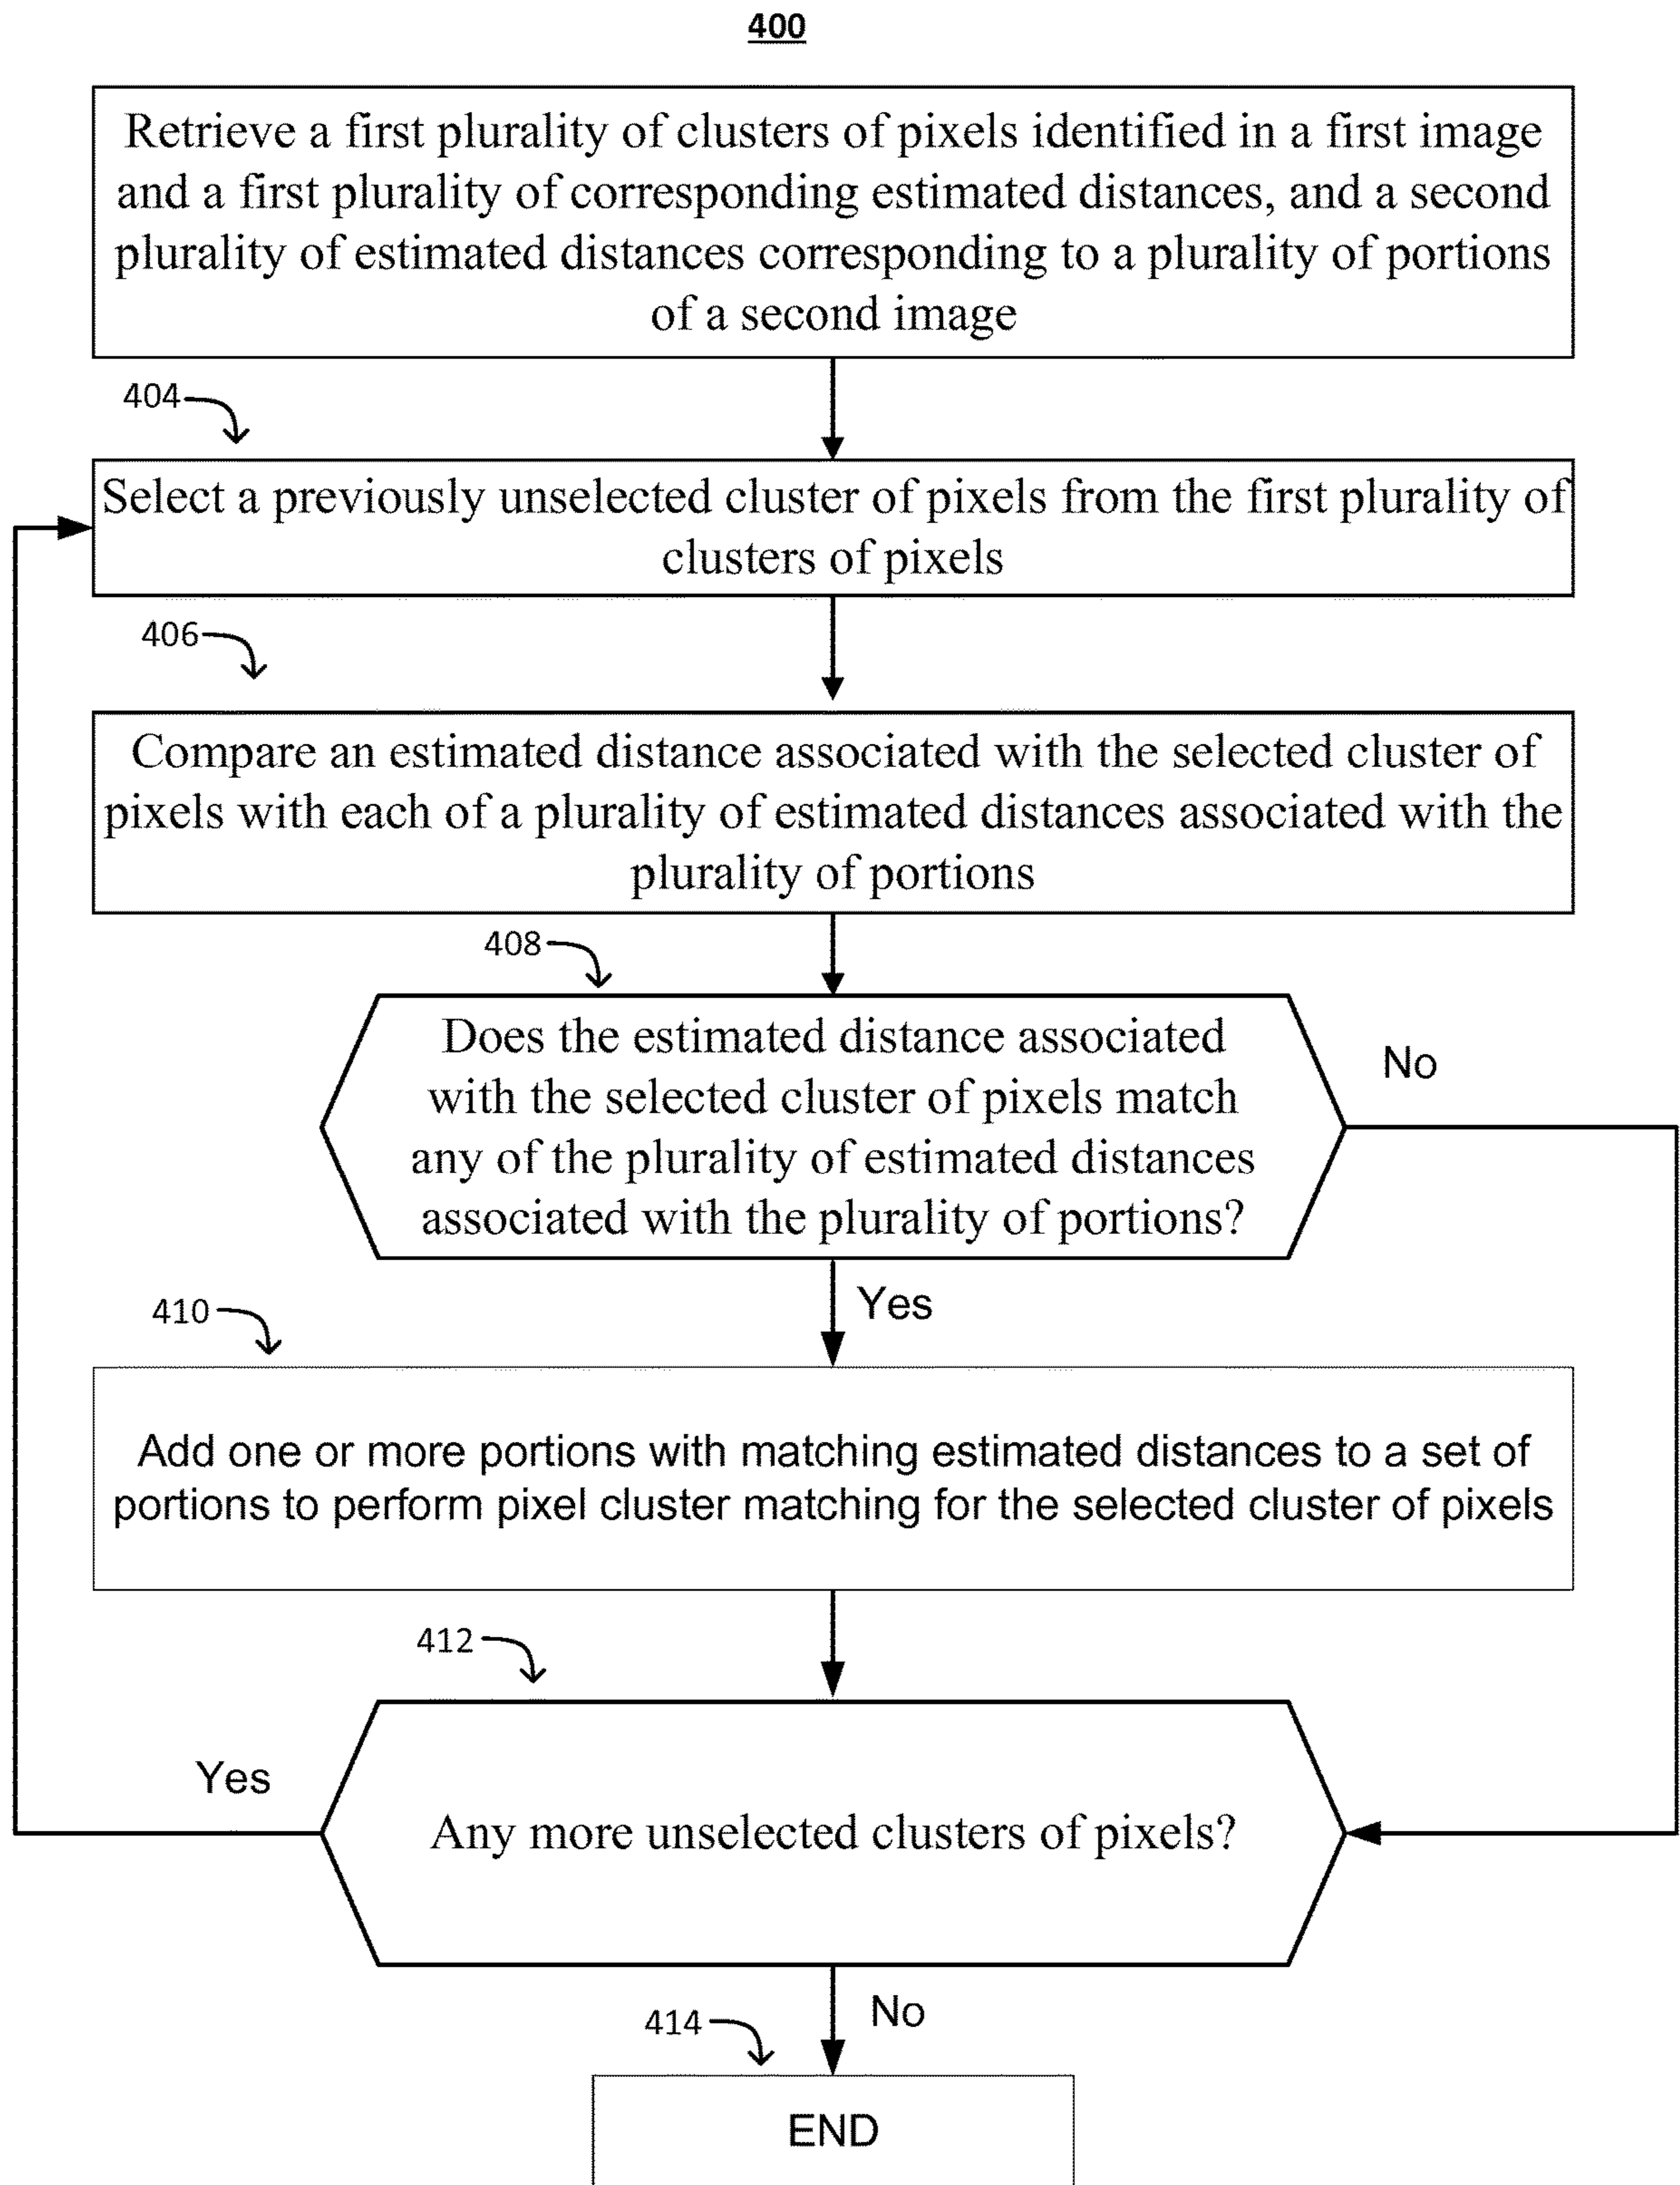 400
Retrieve a first plurality of clusters of pixels identified in a first image
and a first plurality of corresponding estimated distances, and a second
plurality of estimated distances corresponding to a plurality of portions
of a second image
404
Select a previously unselected cluster of pixels from the first plurality of
clusters of pixels
406
Compare an estimated distance associated with the selected cluster of
pixels with each of a plurality of estimated distances associated with the
plurality of portions
408
Does the estimated distance associated
with the selected cluster of pixels match
any of the plurality of estimated distances
associated with the plurality of portions?
No
Yes
410
Add one or more portions with matching estimated distances to a set of
portions to perform pixel cluster matching for the selected cluster of pixels
412
Yes
Any more unselected clusters of pixels?
No
414
END